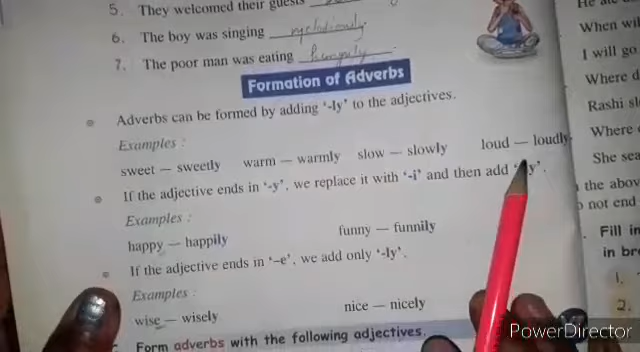 5. They welcomed their guests
6. The boy was singing melodiously.
7. The poor man was eating hungrily.
Formation of Adverbs
Adverbs can be formed by adding '-ly' to the adjectives.
Examples :
sweet — sweetly warm — warmly slow — slowly loud — loudly
If the adjective ends in '-y', we replace it with '-i' and then add y'.
Examples :
happy — happily funny — funnily
If the adjective ends in '–e', we add only '-ly'.
Examples :
wise — wisely nice — nicely
Form adverbs with the following adjectives.
He ate
When wi
I will go
Where d
Rashi sl
Where
She sea
the abov
not end
Fill in
in br
1.
2.
PowerDirector